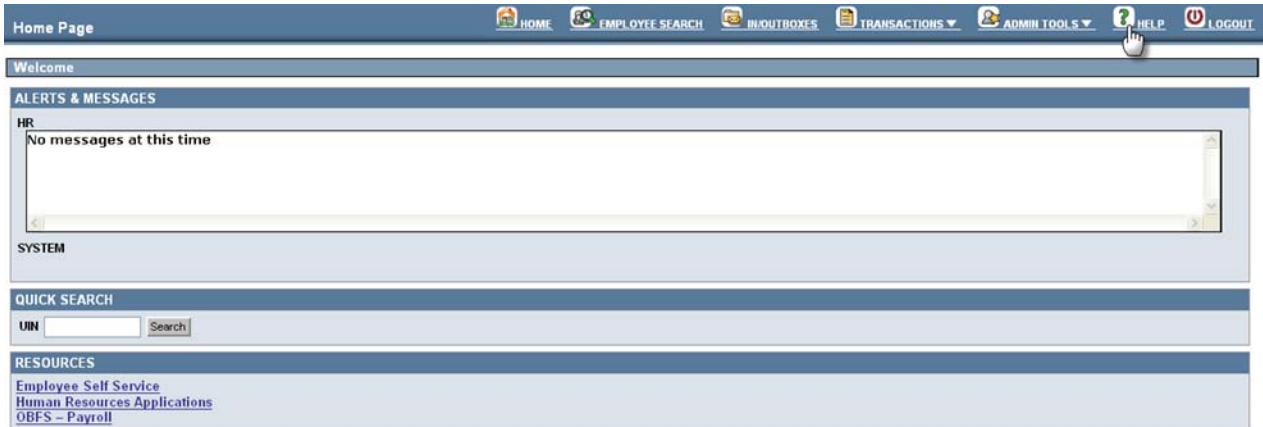 Home Page HOME EMPLOYEE SEARCH IN/OUTBOXES TRANSACTIONS ADMIN TOOLS ? HELP LOGOUT
Welcome
ALERTS & MESSAGES
HR
No messages at this time
SYSTEM
QUICK SEARCH
UIN Search
RESOURCES
Employee Self Service
Human Resources Applications
OBFS – Payroll